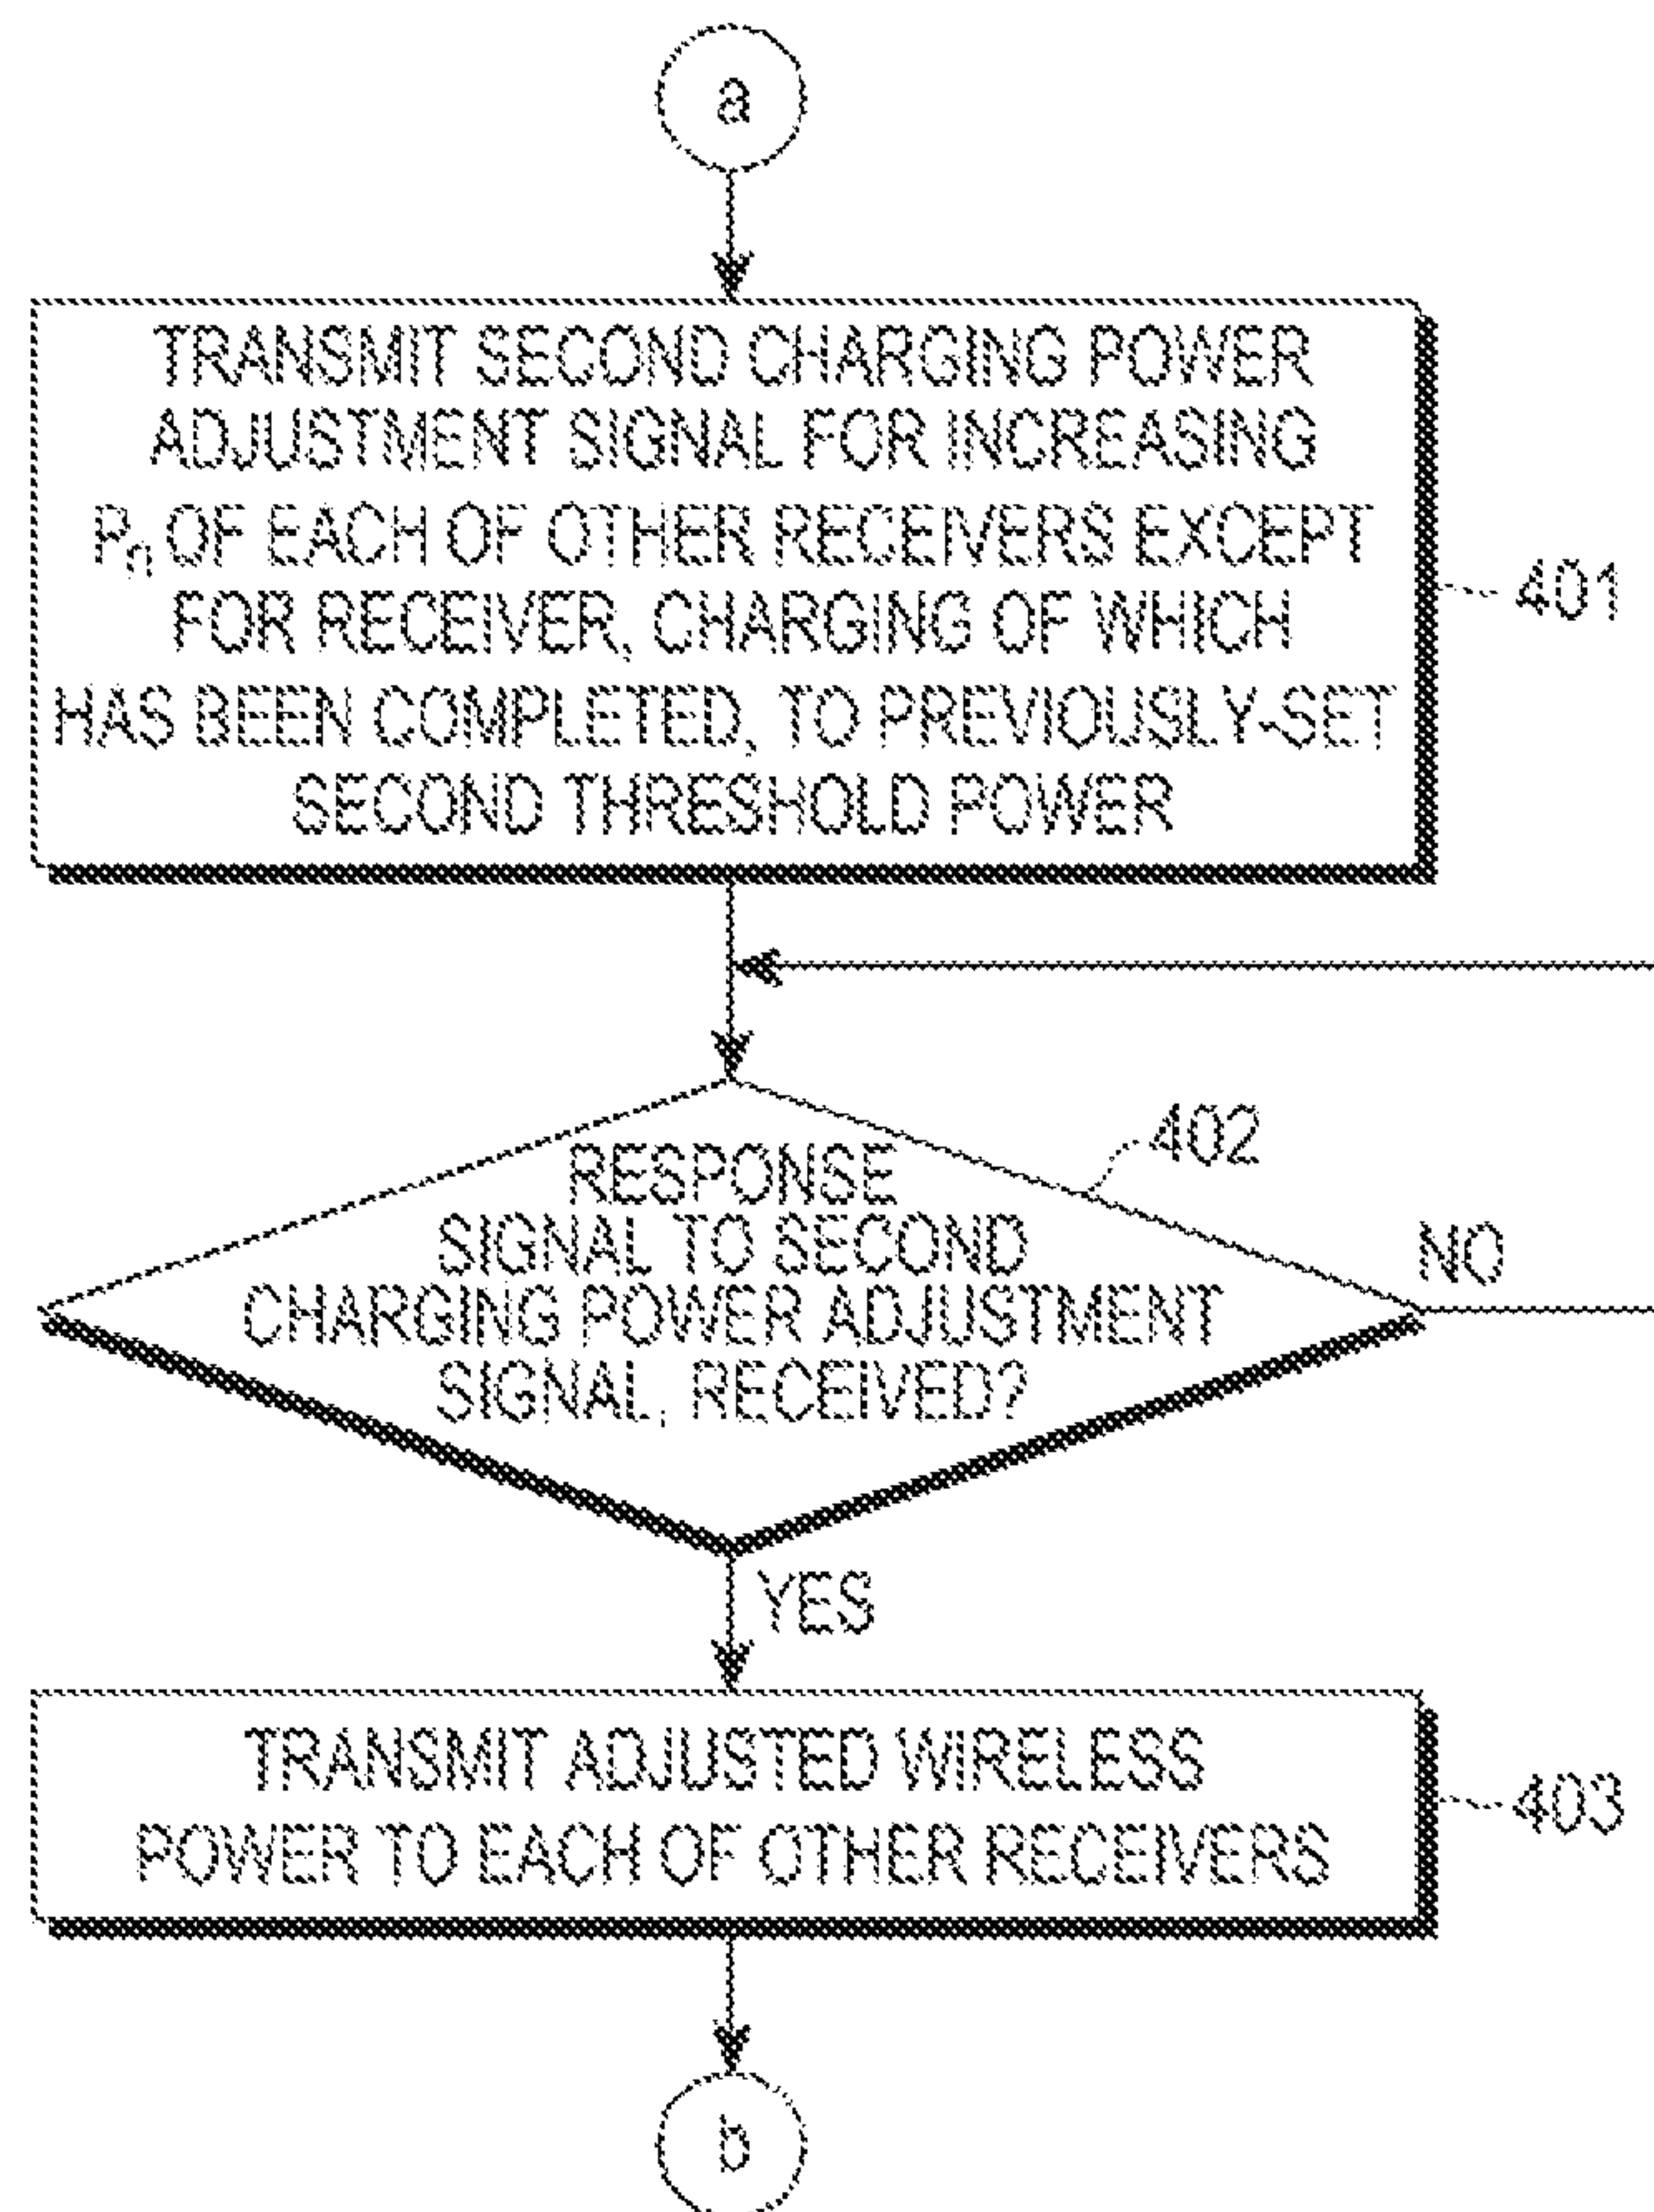 a
TRANSMIT SECOND CHARGING POWER
ADJUSTMENT SIGNAL FOR INCREASING
Pn OF EACH OF OTHER RECEIVERS EXCEPT
FOR RECEIVER, CHARGING OF WHICH
HAS BEEN COMPLETED, TO PREVIOUSLY-SET
SECOND THRESHOLD POWER
401
402
RESPONSE
SIGNAL TO SECOND
CHARGING POWER ADJUSTMENT
SIGNAL, RECEIVED?
NO
YES
TRANSMIT ADJUSTED WIRELESS
POWER TO EACH OF OTHER RECEIVERS
403
b